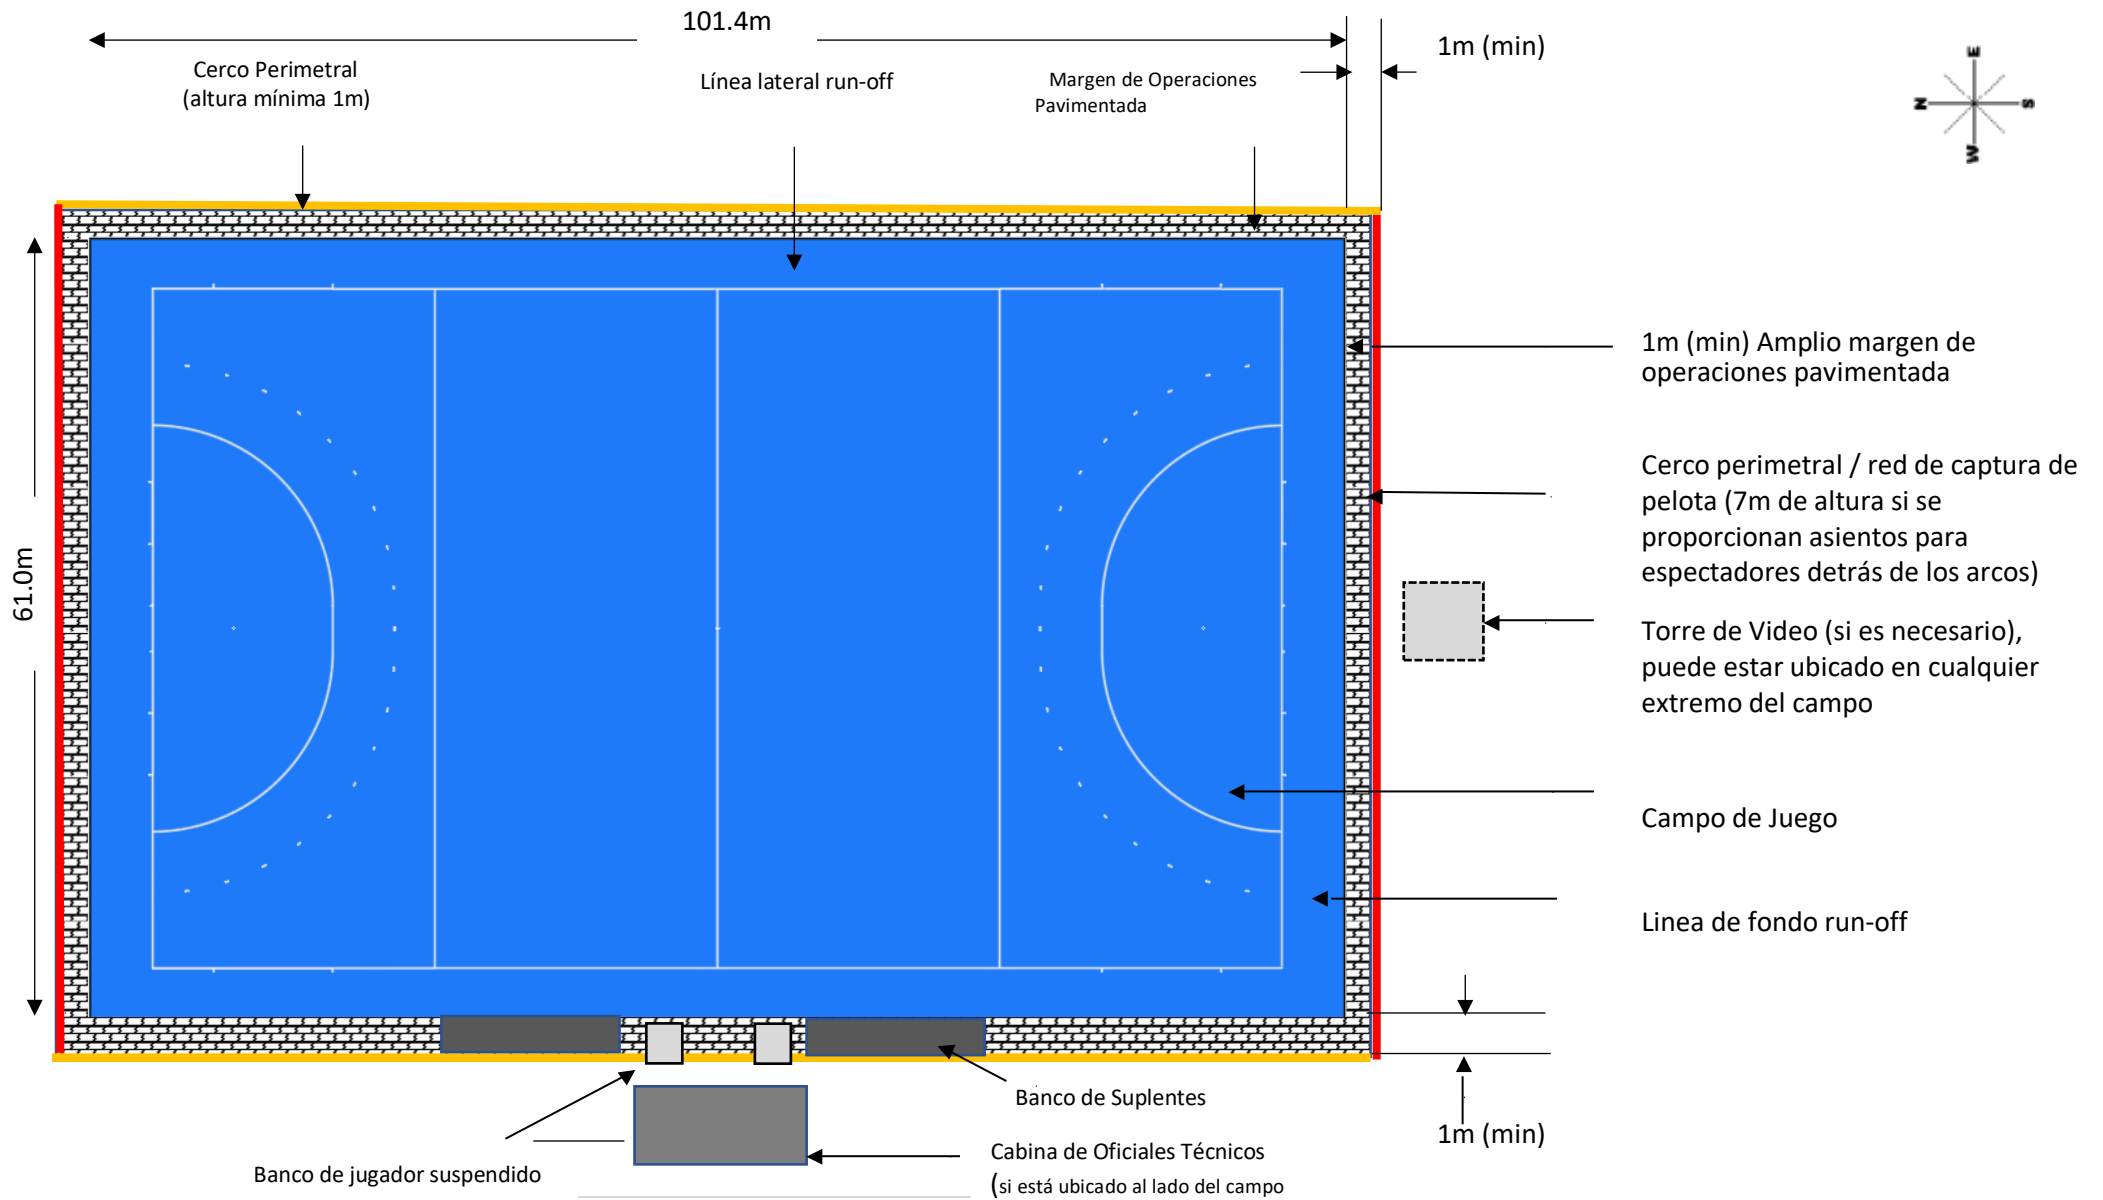 101.4m
1m (min)
Cerco Perimetral
(altura mínima 1m)
Línea lateral run-off
Margen de Operaciones
Pavimentada
E
N
S
W
61.0m
1m (min) Amplio margen de
operaciones pavimentada
Cerco perimetral / red de captura de
pelota (7m de altura si se
proporcionan asientos para
espectadores detrás de los arcos)
Torre de Video (si es necesario),
puede estar ubicado en cualquier
extremo del campo
Campo de Juego
Linea de fondo run-off
Banco de Suplentes
1m (min)
Cabina de Oficiales Técnicos
(si está ubicado al lado del campo
Banco de jugador suspendido